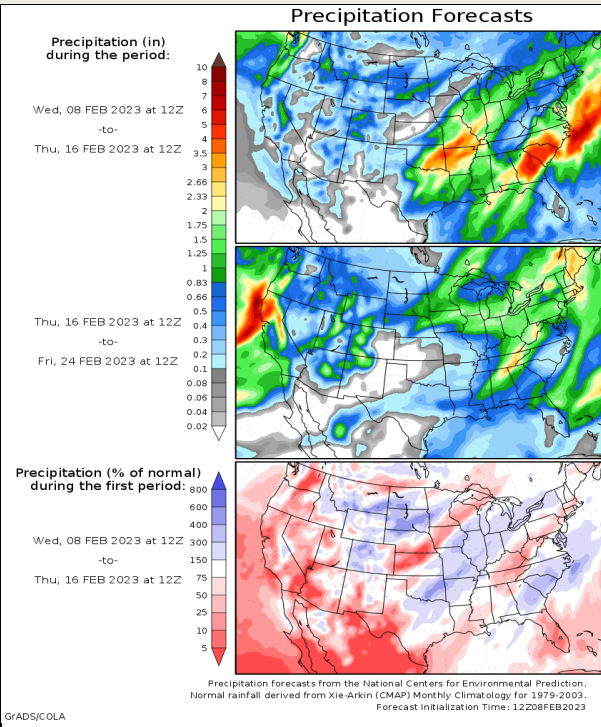 Precipitation Forecasts
Precipitation (in)
during the period:
Wed, 08 FEB 2023 at 12Z
-to-
Thu, 16 FEB 2023 at 12Z
10
8
7
6
5
4
3.5
3
2.66
2.33
2
1.75
1.5
1.25
1
0.83
0.66
0.5
0.4
0.3
0.2
0.1
0.08
0.06
0.04
0.02
Thu, 16 FEB 2023 at 12Z
-to-
Fri, 24 FEB 2023 at 12Z
Precipitation (% of normal)
during the first period:
Wed, 08 FEB 2023 at 12Z
-to-
Thu, 16 FEB 2023 at 12Z
800
600
400
300
150
75
50
25
10
5
Precipitation forecasts from the National Centers for Environmental Prediction.
Normal rainfall derived from Xie-Arkin (CMAP) Monthly Climatology for 1979-2003.
Forecast Initialization Time: 12Z08FEB2023
GrADS/COLA